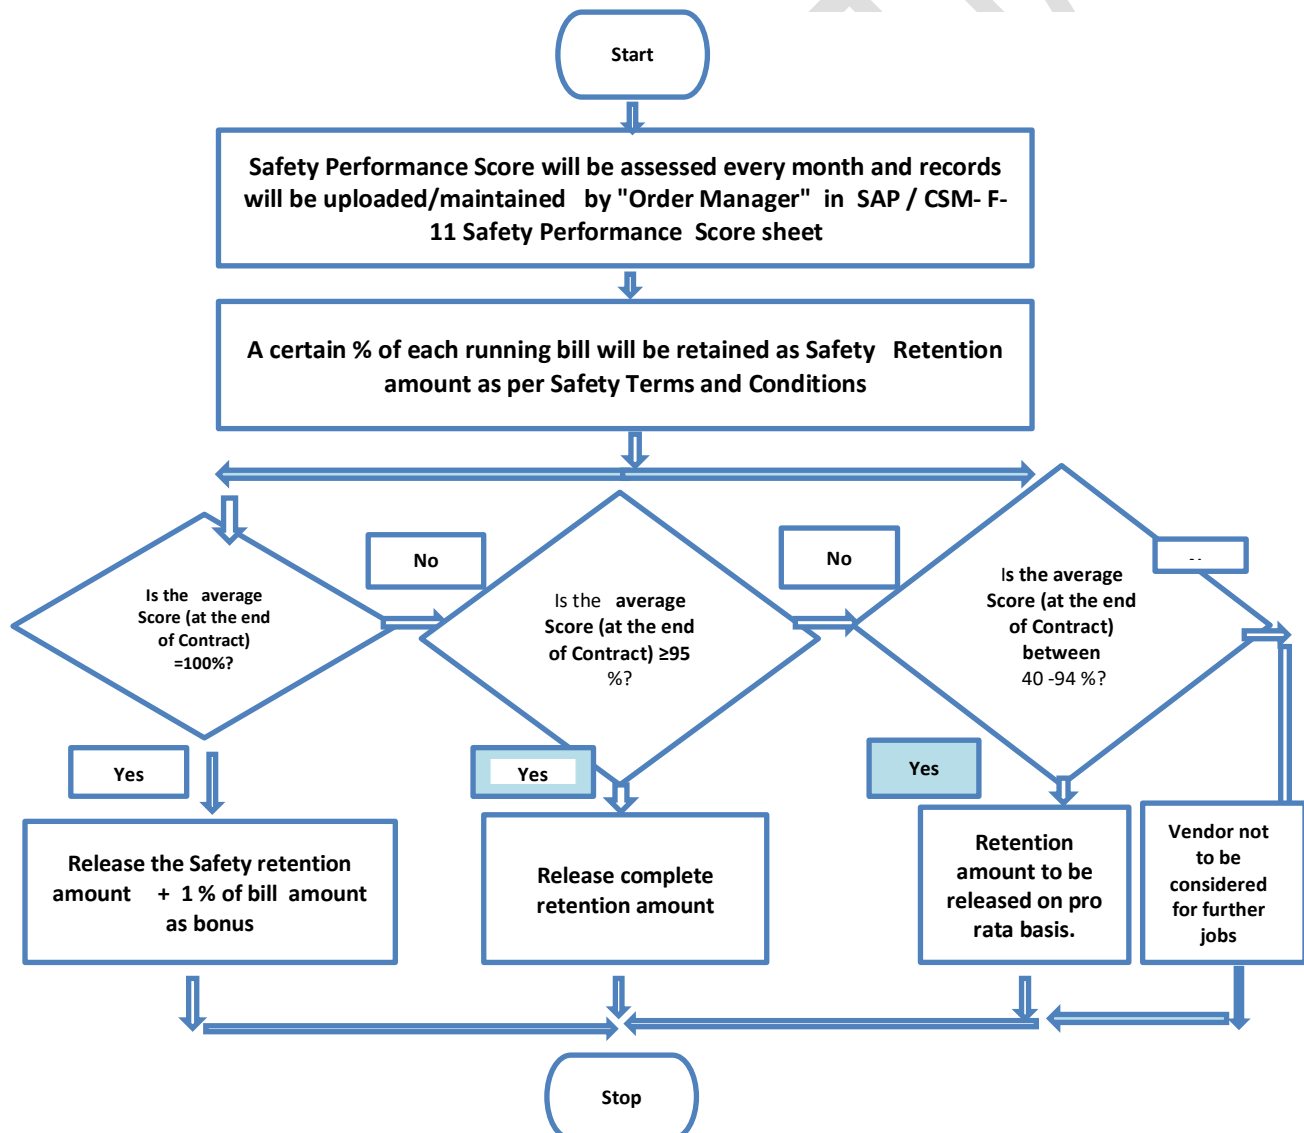 Start
Safety Performance Score will be assessed every month and records
will be uploaded/maintained by "Order Manager" in SAP / CSM- F-
11 Safety Performance Score sheet
A certain % of each running bill will be retained as Safety Retention
amount as per Safety Terms and Conditions
Is the average
Score (at the end
of Contract)
=100%?
No
Is the average
Score (at the end
of Contract) ≥95
%?
No
Is the average
Score (at the end
of Contract)
between
40 -94 %?
Yes
Yes
Yes
Release the Safety retention
amount + 1 % of bill amount
as bonus
Release complete
retention amount
Retention
amount to be
released on pro
rata basis.
Vendor not
to be
considered
for further
jobs
Stop